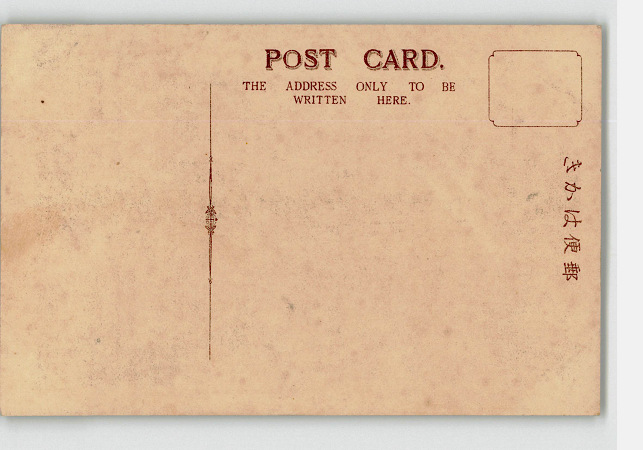 POST CARD.
THE ADDRESS ONLY TO BE
WRITTEN HERE.
きかは便郵